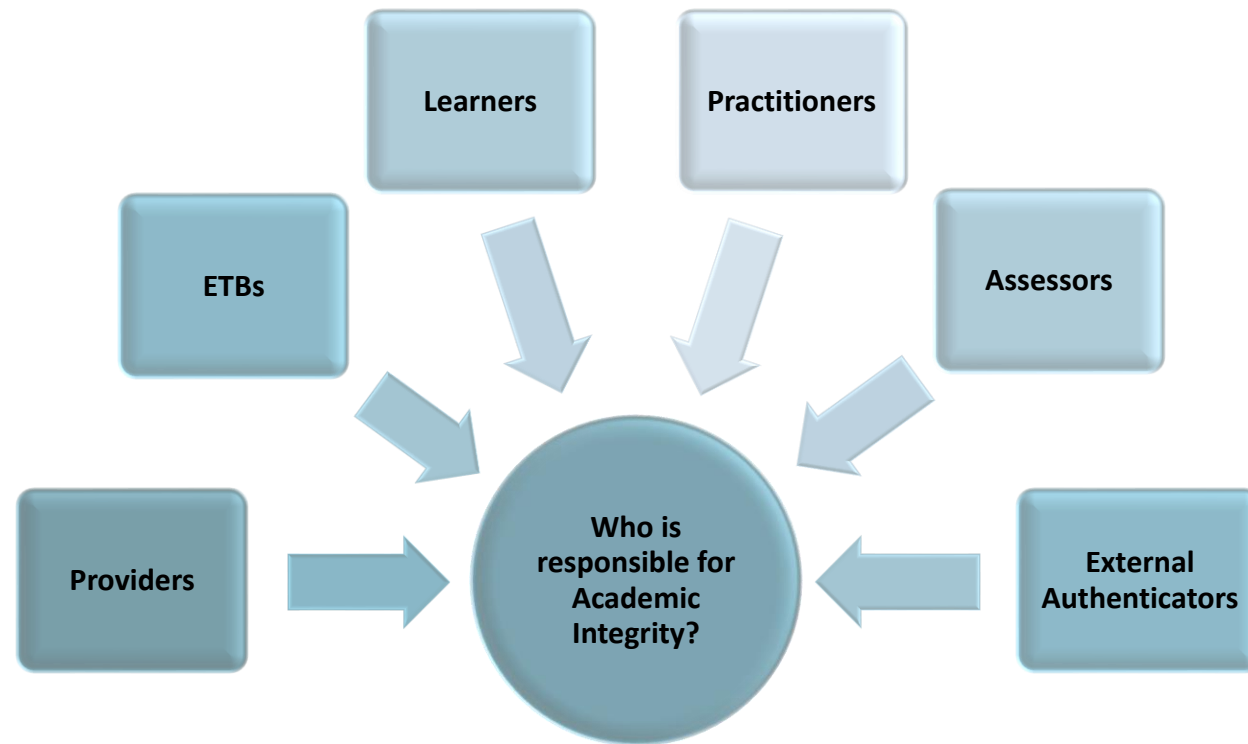 Learners
Practitioners
ETBs
Assessors
Providers
Who is
responsible for
Academic
Integrity?
External
Authenticators